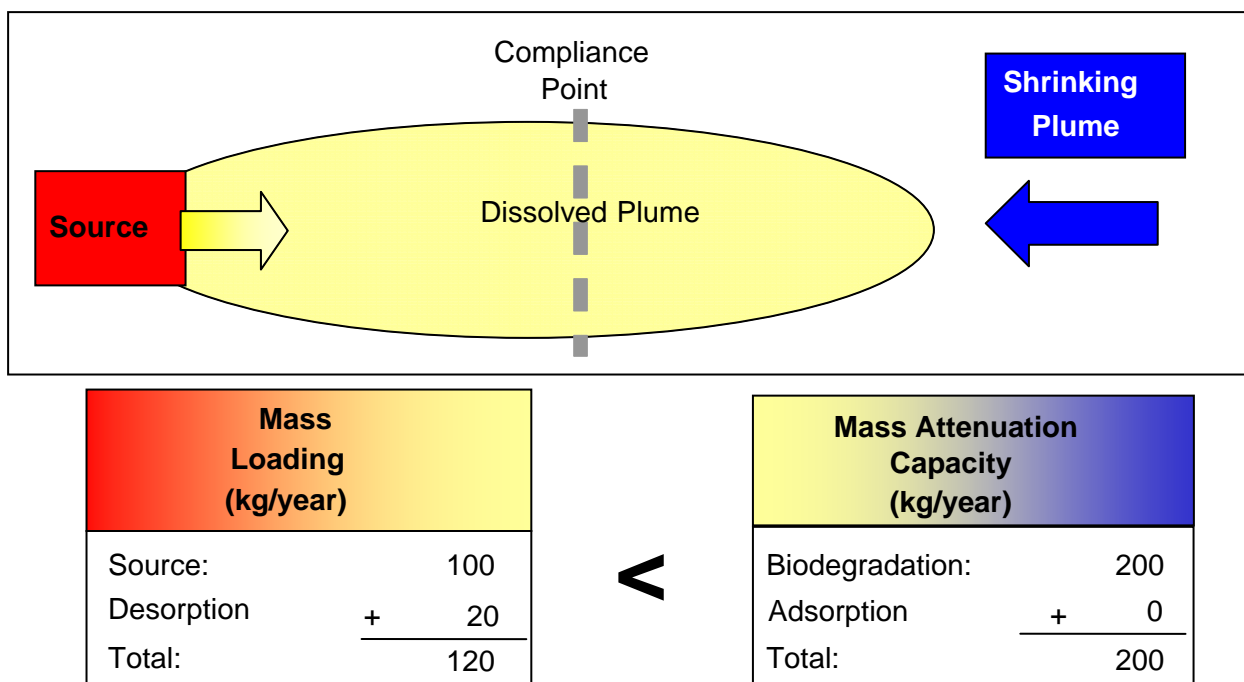 Compliance
Point
Shrinking
Plume
Source
Dissolved Plume
Mass
Loading
(kg/year)
Source: 100
Desorption + 20
Total: 120
<
Mass Attenuation
Capacity
(kg/year)
Biodegradation: 200
Adsorption + 0
Total: 200